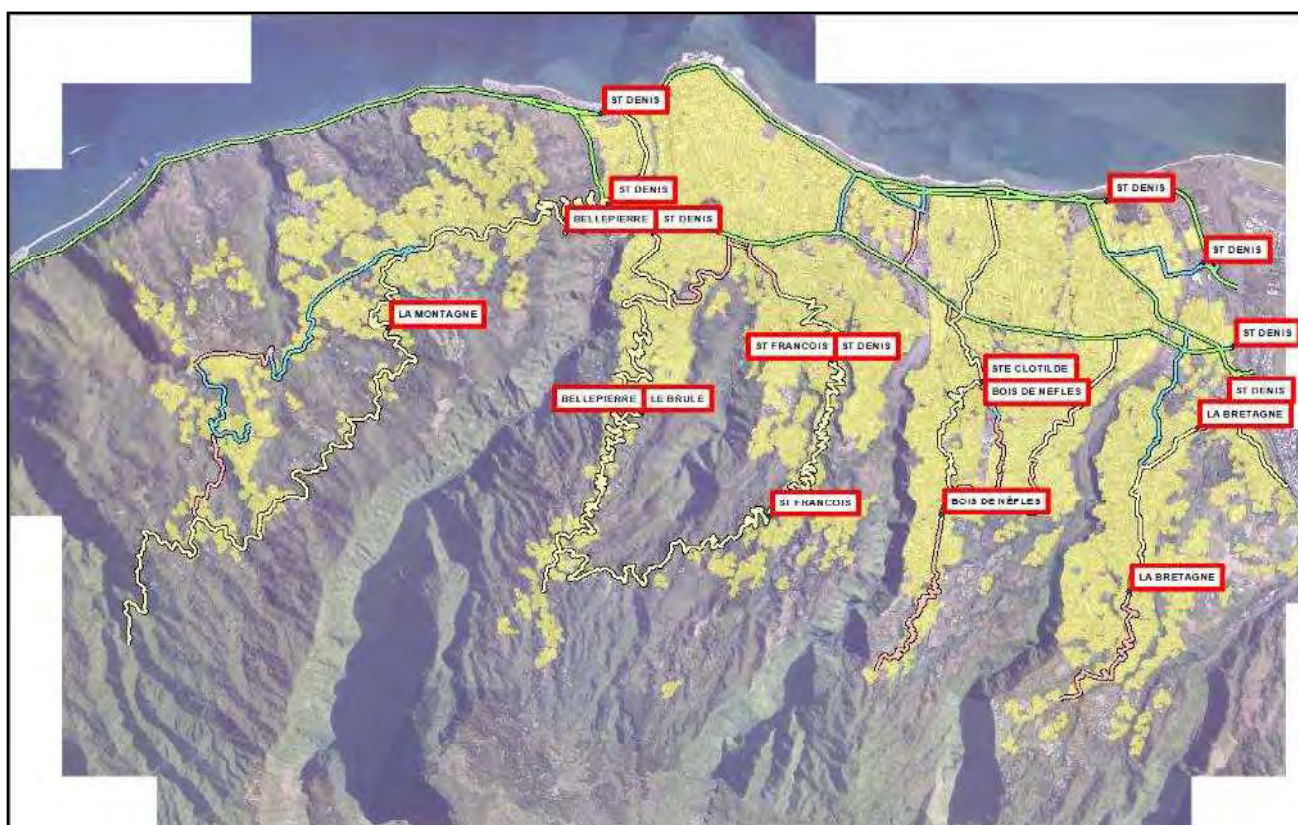 ST DENIS
ST DENIS
ST DENIS
BELLEPIERRE ST DENIS
ST DENIS
LA MONTAGNE
ST DENIS
ST FRANCOIS ST DENIS
STE CLOTILDE
BELLEPIERRE LE BRULE
BOIS DE NEFLES
ST DENIS
LA BRETAGNE
ST FRANCOIS
BOIS DE NÈFLES
LA BRETAGNE